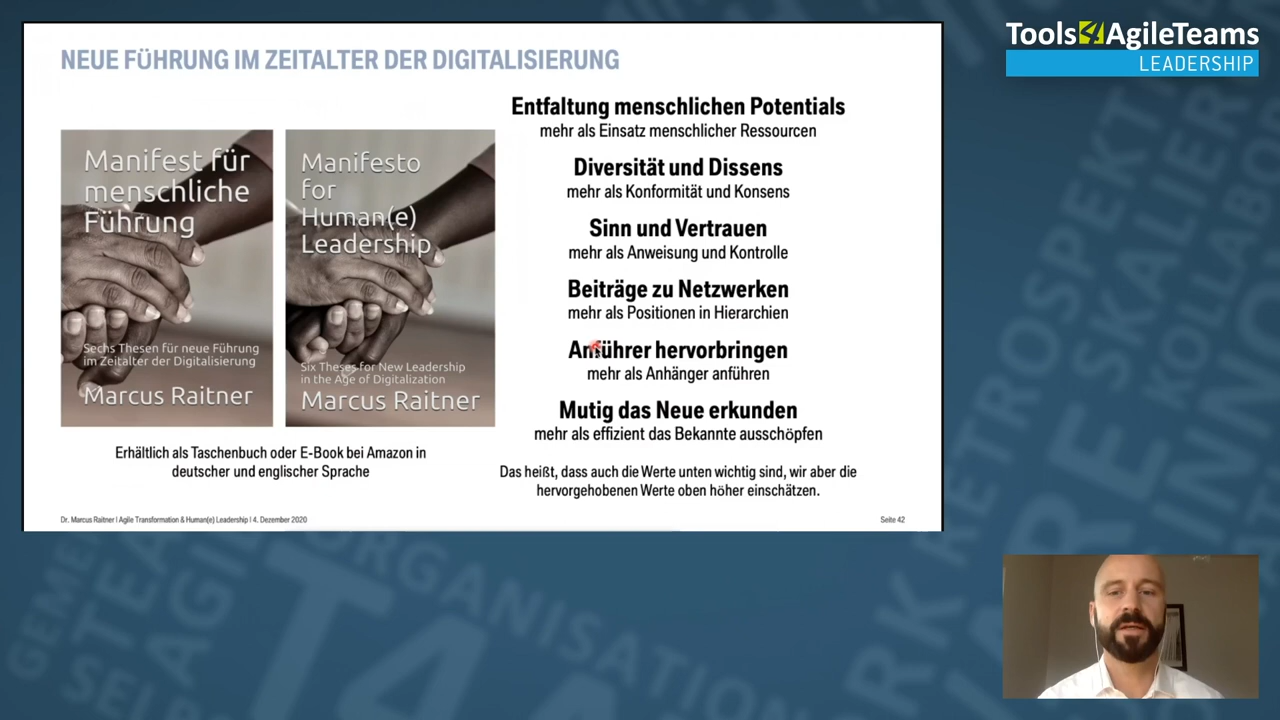 NEUE FÜHRUNG IM ZEITALTER DER DIGITALISIERUNG
Tools4AgileTeams
LEADERSHIP
Manifest für
menschliche
Führung
Sechs Thesen für neue Führung
im Zeitalter der Digitalisierung
Marcus Raitner
Manifesto
for
Human(e)
Leadership
Six Theses for New Leadership
in the Age of Digitalization
Marcus Raitner
Erhältlich als Taschenbuch oder E-Book bei Amazon in
deutscher und englischer Sprache
Entfaltung menschlichen Potentials
mehr als Einsatz menschlicher Ressourcen
Diversität und Dissens
mehr als Konformität und Konsens
Sinn und Vertrauen
mehr als Anweisung und Kontrolle
Beiträge zu Netzwerken
mehr als Positionen in Hierarchien
Anführer hervorbringen
mehr als Anhänger anführen
Mutig das Neue erkunden
mehr als effizient das Bekannte ausschöpfen
Das heißt, dass auch die Werte unten wichtig sind, wir aber die
hervorgehobenen Werte oben höher einschätzen.
Dr. Marcus Raitner | Agile Transformation & Human(e) Leadership | 4. Dezember 2020
Seite 42
ORGANISATION
T4